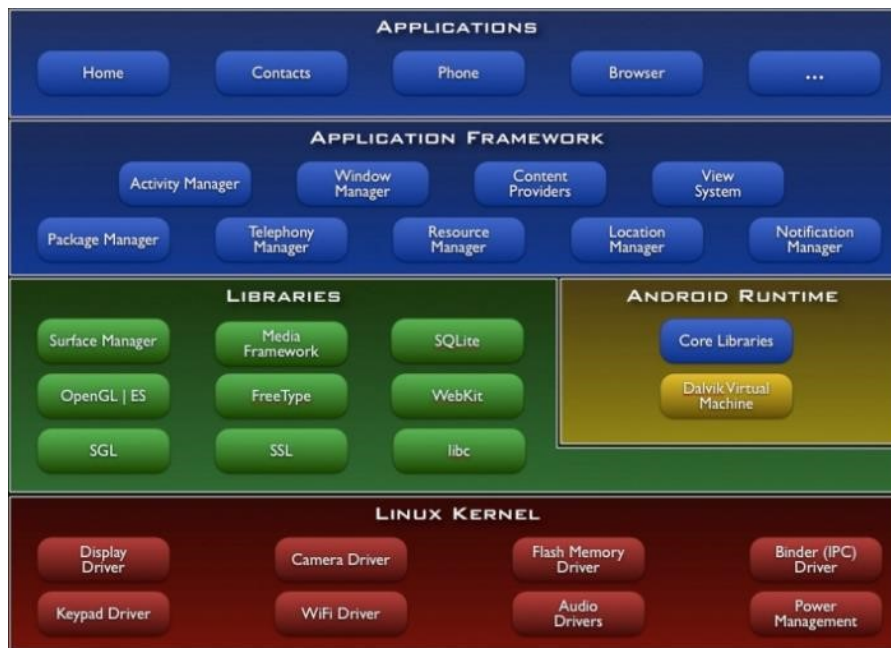 APPLICATIONS
Home
Contacts
Phone
Browser
...
APPLICATION FRAMEWORK
Activity Manager
Window
Manager
Content
Providers
View
System
Package Manager
Telephony
Manager
Resource
Manager
Location
Manager
Notification
Manager
LIBRARIES
Surface Manager
Media
Framework
SQLite
OpenGL | ES
FreeType
WebKit
SGL
SSL
libc
ANDROID RUNTIME
Core Libraries
Dalvik Virtual
Machine
LINUX KERNEL
Display
Driver
Camera Driver
Flash Memory
Driver
Binder (IPC)
Driver
Keypad Driver
WiFi Driver
Audio
Drivers
Power
Management